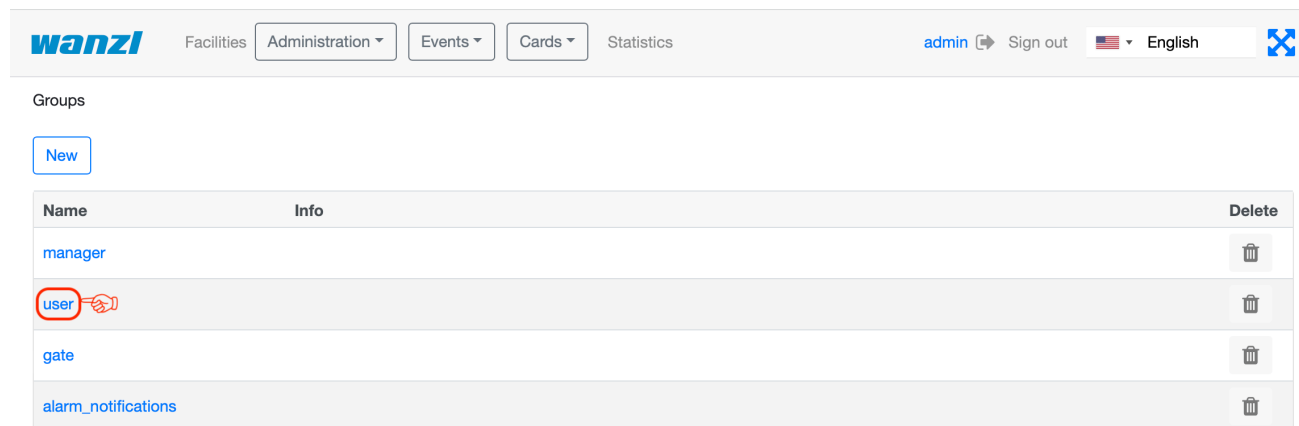 wanzl Facilities Administration Events Cards Statistics admin Sign out English
Groups
New
Name Info Delete
manager
user
gate
alarm_notifications